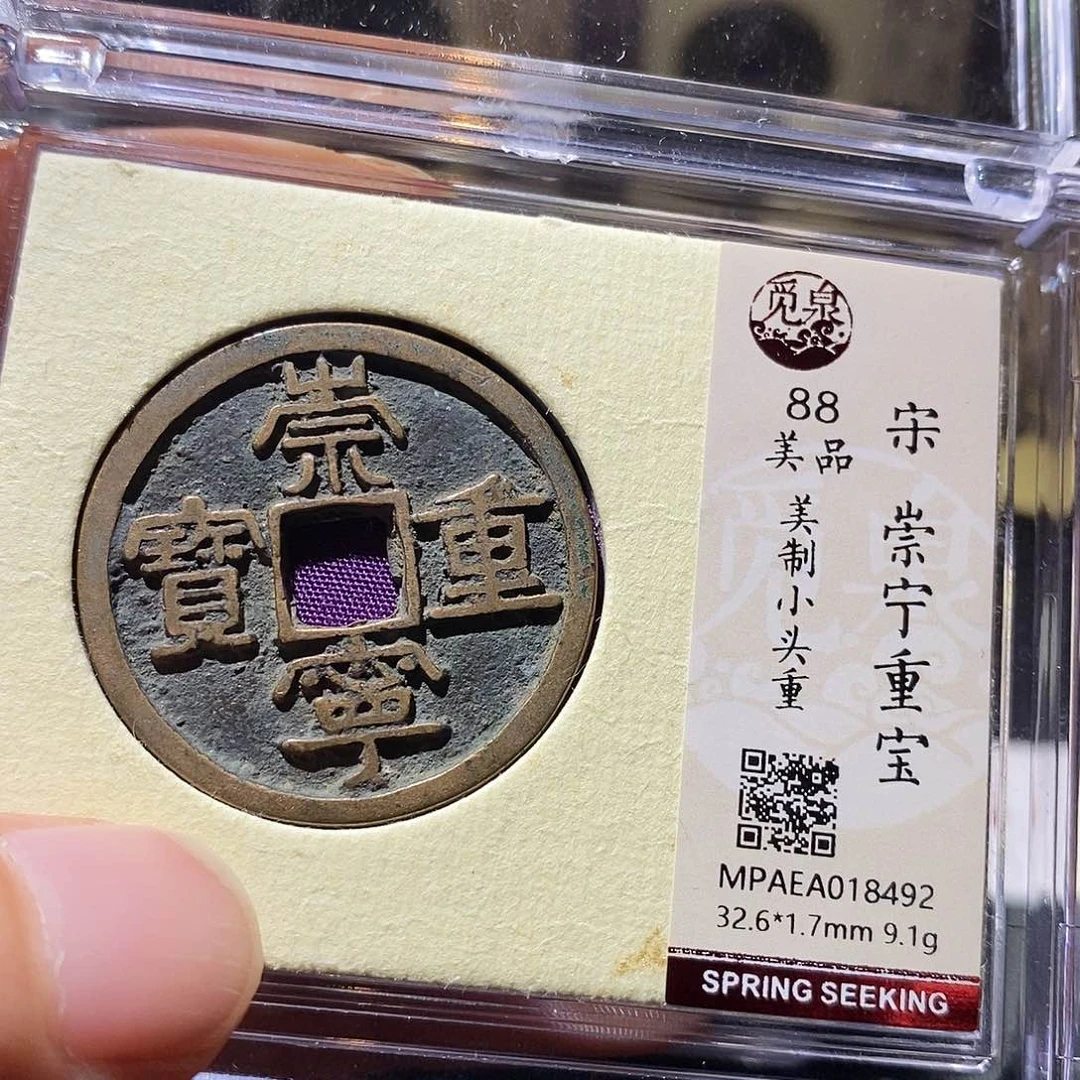 崇
重
寧
寶
觅泉
88
美品
美制小头重
宋 崇宁重宝
MPAEA018492
32.6*1.7mm 9.1g
SPRING SEEKING